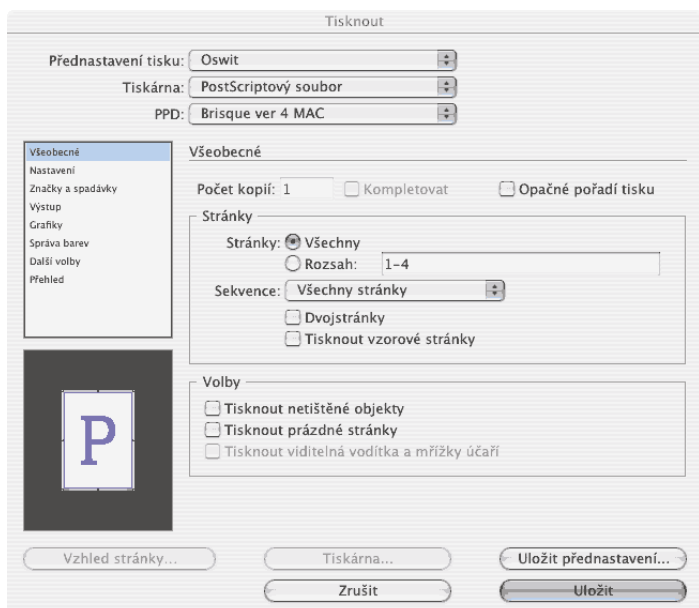 Tisknout
Přednastavení tisku: Oswit
Tiskárna: PostScriptový soubor
PPD: Brisque ver 4 MAC
Všeobecné
Nastavení
Značky a spadávky
Výstup
Grafiky
Správa barev
Další volby
Přehled
Všeobecné
Počet kopií: 1 Kompletovat Opačné pořadí tisku
Stránky
Stránky: Všechny
Rozsah: 1-4
Sekvence: Všechny stránky
Dvojstránky
Tisknout vzorové stránky
Volby
Tisknout netištěné objekty
Tisknout prázdné stránky
Tisknout viditelná vodítka a mřížky účaří
P
Vzhled stránky... Tiskárna... Uložit přednastavení...
Zrušit Uložit